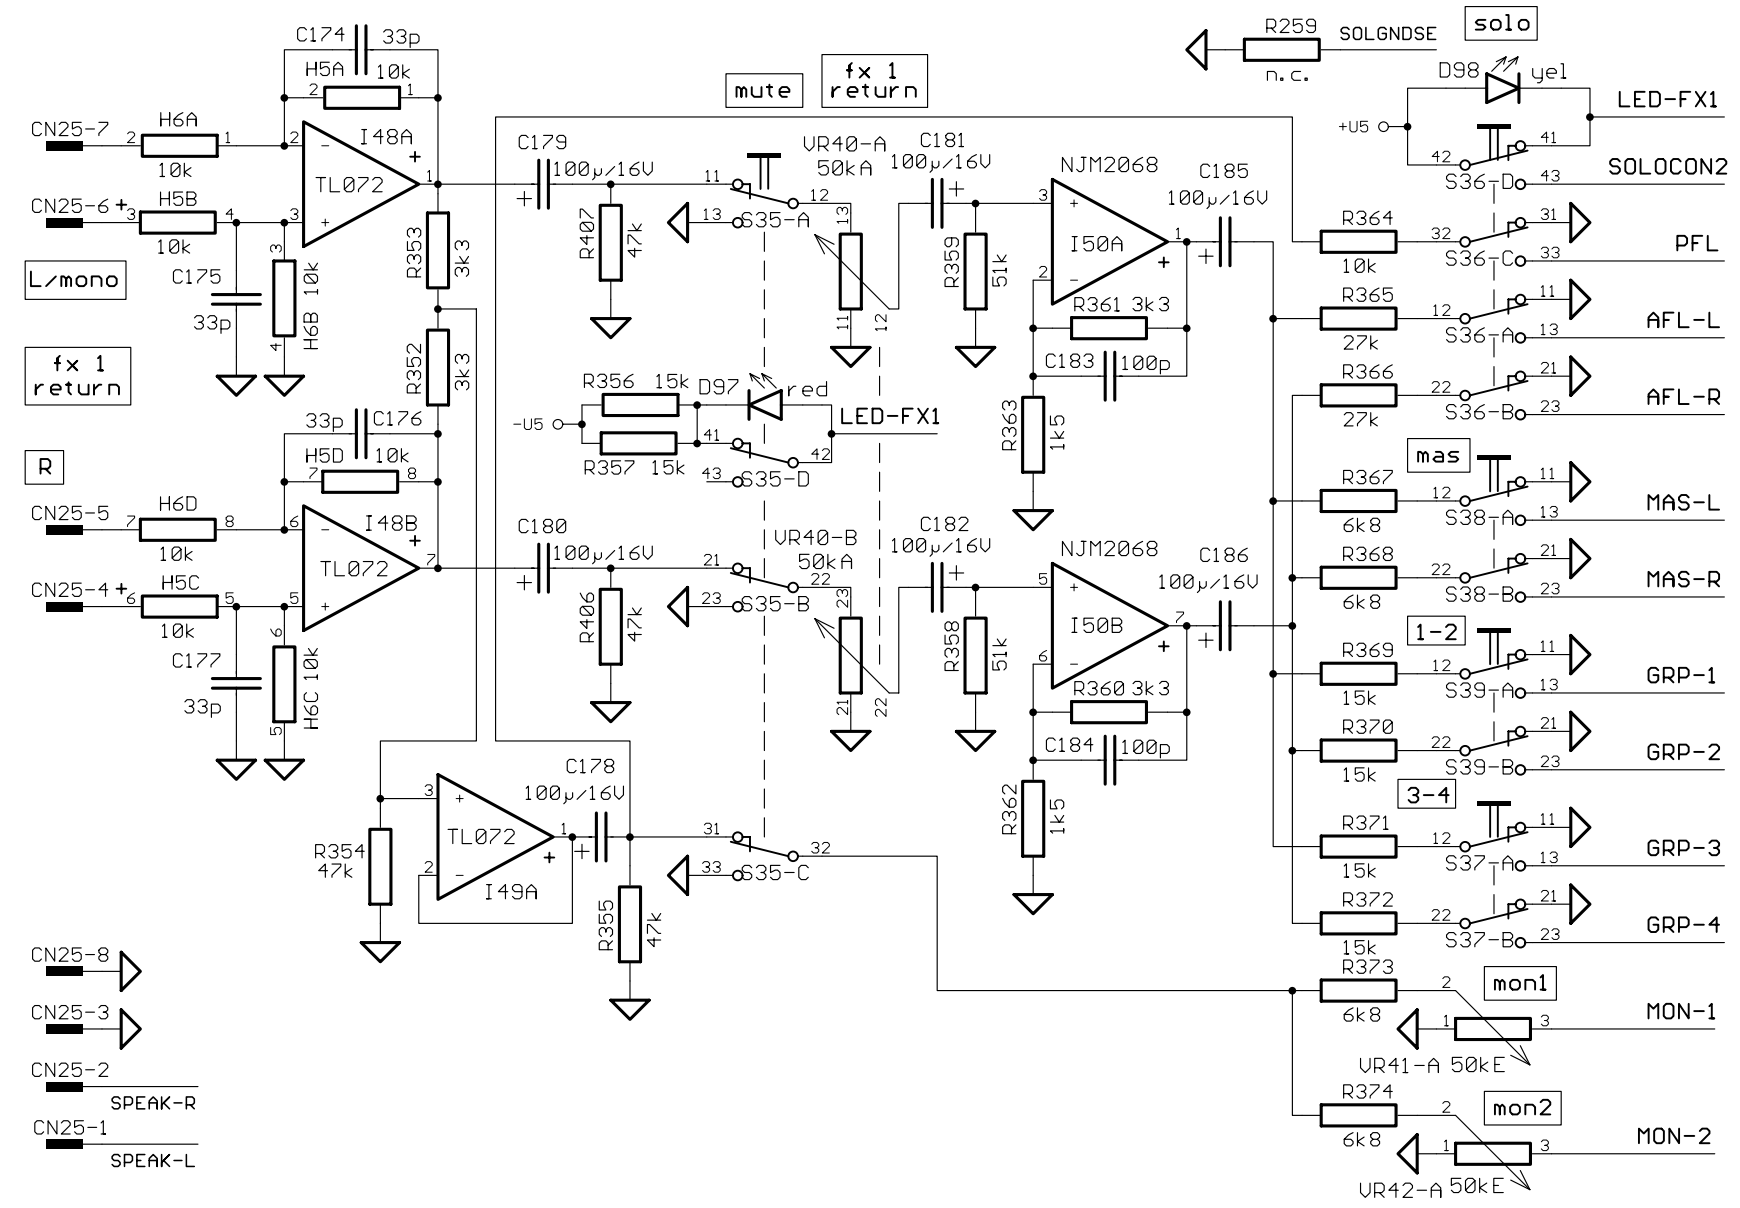 C174 33p
H5A 10k
2 1
CN25-7
2 H6A 1
10k
2
−
I48A
+
TL072 1
CN25-6 +
3 H5B 4
10k
3
+
3
C175
33p
10k
H6B
4
L/mono
fx 1
return
R353
3k3
R352
3k3
R
33p C176
H5D 10k
7 8
CN25-5
7 H6D 8
10k
6
−
I48B
+
TL072 7
CN25-4 +
6 H5C 5
10k
5
+
6
C177
33p
10k
H6C
5
C179
100µ/16V
+
R407
47k
mute
fx 1
return
11
12
13 S35-A
VR40-A
50kA
13
11
12
C181
100µ/16V
+
R359
51k
3
+
NJM2068
I50A
1
+
2
−
R361 3k3
C183 100p
R363
1k5
C185
100µ/16V
+
R356 15k
-U5
R357 15k
D97
red
LED-FX1
41
42
43 S35-D
C180
100µ/16V
+
R406
47k
21
22
23 S35-B
VR40-B
50kA
23
21
22
C182
100µ/16V
+
R358
51k
5
+
NJM2068
I50B
7
+
6
−
R360 3k3
C184 100p
R362
1k5
C186
100µ/16V
+
R354
47k
3
+
TL072
1
+
2
−
I49A
C178
100µ/16V
+
R355
47k
31
32
33 S35-C
R259
n.c.
SOLGNDSE
solo
D98
yel
LED-FX1
+U5
42
41
S36-D 43
SOLOCON2
R364
10k
32
31
S36-C 33
PFL
R365
27k
12
11
S36-A 13
AFL-L
R366
27k
22
21
S36-B 23
AFL-R
mas
R367
6k8
12
11
S38-A 13
MAS-L
R368
6k8
22
21
S38-B 23
MAS-R
1-2
R369
15k
12
11
S39-A 13
GRP-1
R370
15k
22
21
S39-B 23
GRP-2
3-4
R371
15k
12
11
S37-A 13
GRP-3
R372
15k
22
21
S37-B 23
GRP-4
R373
6k8
2
mon1
1
3
MON-1
VR41-A 50kE
R374
6k8
2
mon2
1
3
MON-2
VR42-A 50kE
CN25-8
CN25-3
CN25-2
SPEAK-R
CN25-1
SPEAK-L